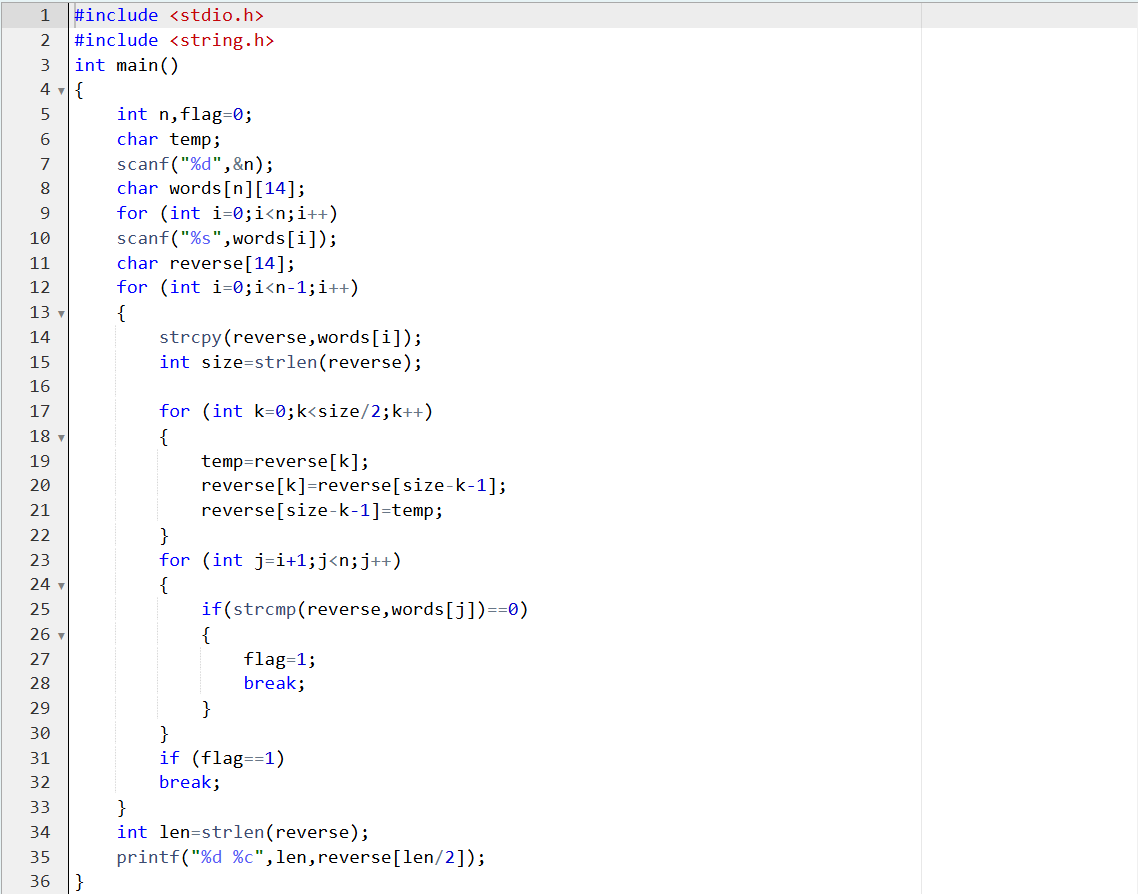 1 #include <stdio.h>
2 #include <string.h>
3 int main()
4 {
5     int n,flag=0;
6     char temp;
7     scanf("%d",&n);
8     char words[n][14];
9     for (int i=0;i<n;i++)
10     scanf("%s",words[i]);
11     char reverse[14];
12     for (int i=0;i<n-1;i++)
13     {
14         strcpy(reverse,words[i]);
15         int size=strlen(reverse);
16
17         for (int k=0;k<size/2;k++)
18         {
19             temp=reverse[k];
20             reverse[k]=reverse[size-k-1];
21             reverse[size-k-1]=temp;
22         }
23         for (int j=i+1;j<n;j++)
24         {
25             if(strcmp(reverse,words[j])==0)
26             {
27                 flag=1;
28                 break;
29             }
30         }
31         if (flag==1)
32         break;
33     }
34     int len=strlen(reverse);
35     printf("%d %c",len,reverse[len/2]);
36 }